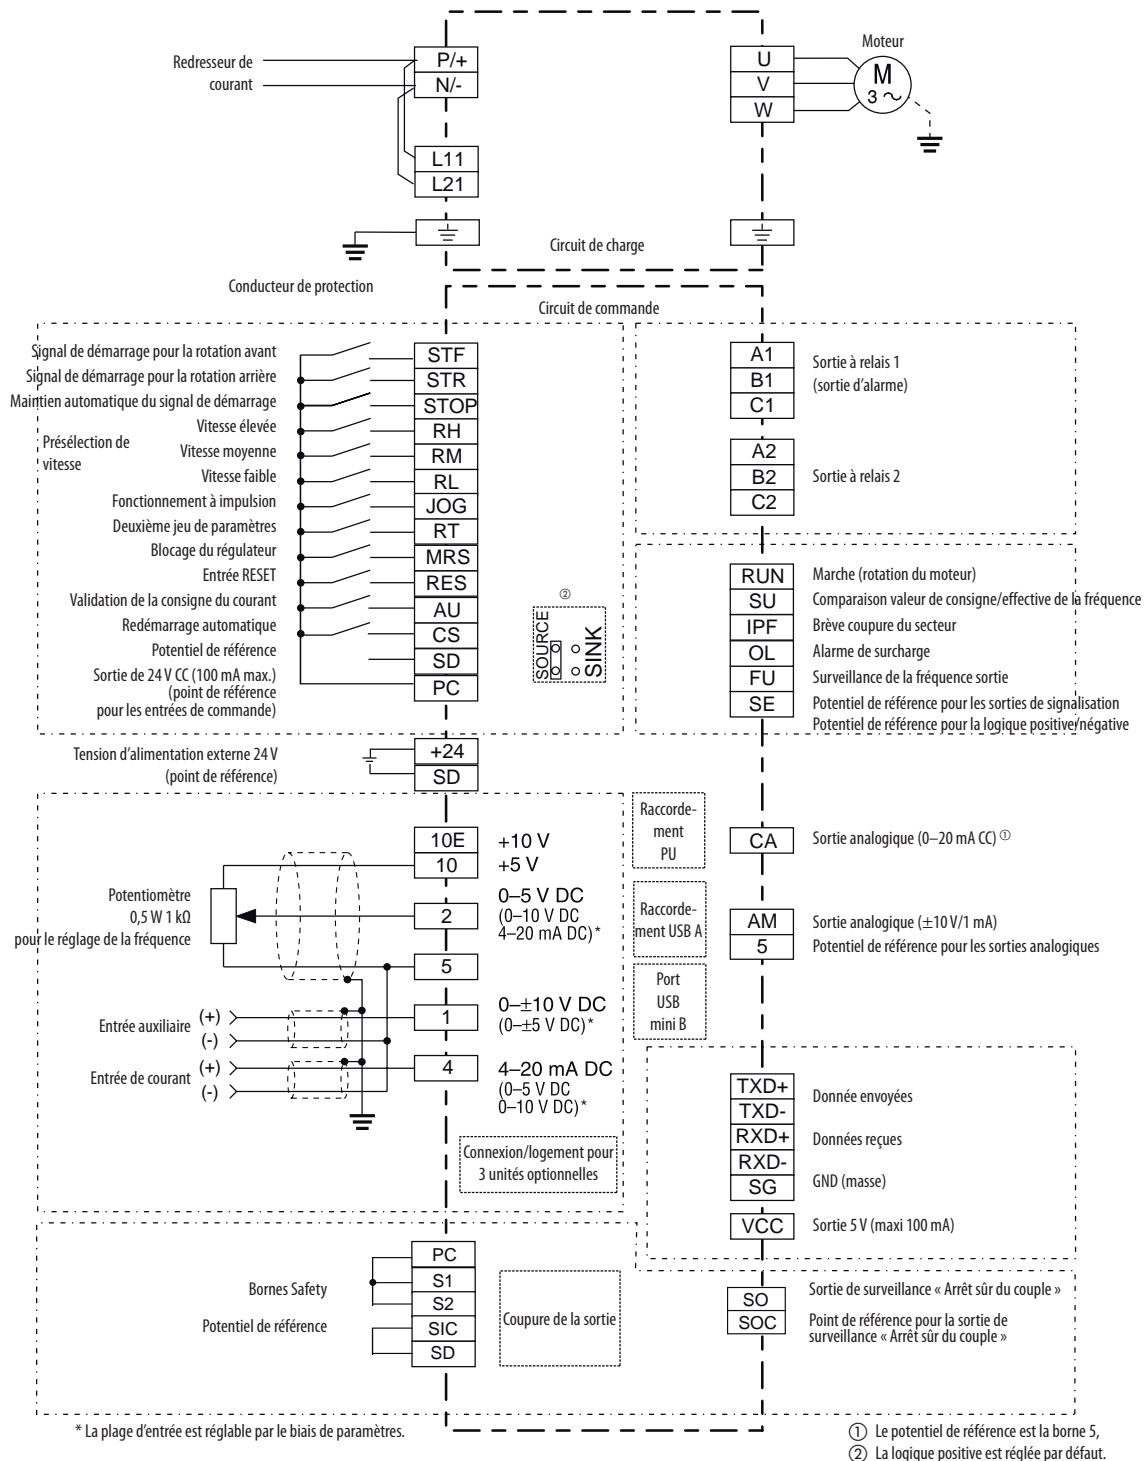 Redresseur de
courant
P/+
N/-
L11
L21
U
V
W
Moteur
M
3 ~
Circuit de charge
Conducteur de protection
Circuit de commande
Signal de démarrage pour la rotation avant
STF
Signal de démarrage pour la rotation arrière
STR
Maintien automatique du signal de démarrage
STOP
Présélection de
vitesse
Vitesse élevée
RH
Vitesse moyenne
RM
Vitesse faible
RL
Fonctionnement à impulsion
JOG
Deuxième jeu de paramètres
RT
Blocage du régulateur
MRS
Entrée RESET
RES
Validation de la consigne du courant
AU
Redémarrage automatique
CS
Potentiel de référence
SD
Sortie de 24 V CC (100 mA max.)
(point de référence
pour les entrées de commande)
PC
②
SOURCE
SINK
A1
B1
C1
Sortie à relais 1
(sortie d'alarme)
A2
B2
C2
Sortie à relais 2
RUN
Marche (rotation du moteur)
SU
Comparaison valeur de consigne/effective de la fréquence
IPF
Brève coupure du secteur
OL
Alarme de surcharge
FU
Surveillance de la fréquence sortie
SE
Potentiel de référence pour les sorties de signalisation
Potentiel de référence pour la logique positive/négative
Tension d'alimentation externe 24 V
(point de référence)
+24
SD
10E
+10 V
10
+5 V
Potentiomètre
0,5 W 1 kΩ
pour le réglage de la fréquence
2
0–5 V DC
(0–10 V DC
4–20 mA DC)*
5
Entrée auxiliaire
(+)
(-)
1
0–±10 V DC
(0–±5 V DC)*
Entrée de courant
(+)
(-)
4
4–20 mA DC
(0–5 V DC
0–10 V DC)*
Connexion/logement pour
3 unités optionnelles
Raccorde-
ment
PU
Raccorde-
ment USB A
Port
USB
mini B
CA
Sortie analogique (0–20 mA CC) ①
AM
Sortie analogique (±10 V/1 mA)
5
Potentiel de référence pour les sorties analogiques
TXD+
TXD-
Donnée envoyées
RXD+
RXD-
Données reçues
SG
GND (masse)
VCC
Sortie 5 V (maxi 100 mA)
Bornes Safety
PC
S1
S2
Potentiel de référence
SIC
SD
Coupure de la sortie
SO
Sortie de surveillance « Arrêt sûr du couple »
SOC
Point de référence pour la sortie de
surveillance « Arrêt sûr du couple »
* La plage d'entrée est réglable par le biais de paramètres.
① Le potentiel de référence est la borne 5,
② La logique positive est réglée par défaut.